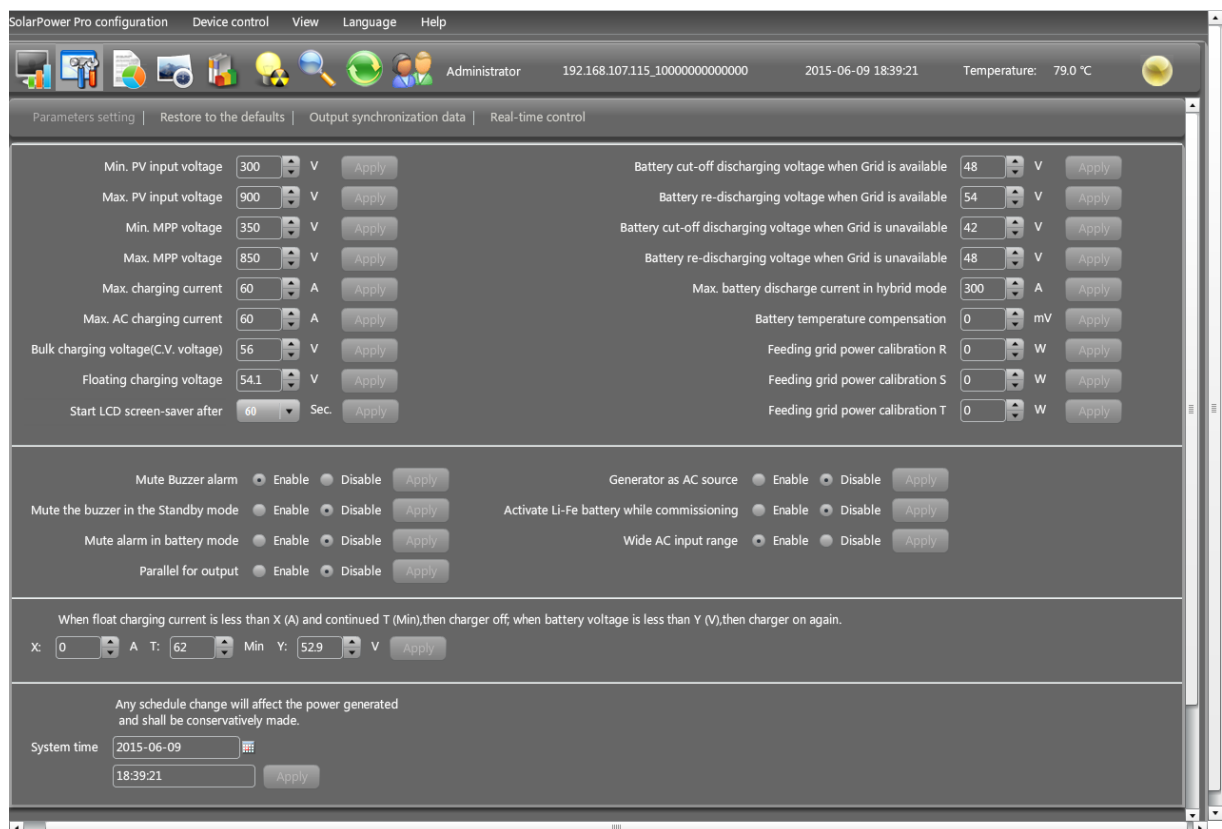 SolarPower Pro configuration Device control View Language Help
Administrator 192.168.107.115_10000000000000 2015-06-09 18:39:21 Temperature: 79.0 ℃
Parameters setting | Restore to the defaults | Output synchronization data | Real-time control
Min. PV input voltage 300 V Apply Battery cut-off discharging voltage when Grid is available 48 V Apply
Max. PV input voltage 900 V Apply Battery re-discharging voltage when Grid is available 54 V Apply
Min. MPP voltage 350 V Apply Battery cut-off discharging voltage when Grid is unavailable 42 V Apply
Max. MPP voltage 850 V Apply Battery re-discharging voltage when Grid is unavailable 48 V Apply
Max. charging current 60 A Apply Max. battery discharge current in hybrid mode 300 A Apply
Max. AC charging current 60 A Apply Battery temperature compensation 0 mV Apply
Bulk charging voltage(C.V. voltage) 56 V Apply Feeding grid power calibration R 0 W Apply
Floating charging voltage 54.1 V Apply Feeding grid power calibration S 0 W Apply
Start LCD screen-saver after 60 Sec. Apply Feeding grid power calibration T 0 W Apply
Mute Buzzer alarm Enable Disable Apply Generator as AC source Enable Disable Apply
Mute the buzzer in the Standby mode Enable Disable Apply Activate Li-Fe battery while commissioning Enable Disable Apply
Mute alarm in battery mode Enable Disable Apply Wide AC input range Enable Disable Apply
Parallel for output Enable Disable Apply
When float charging current is less than X (A) and continued T (Min),then charger off; when battery voltage is less than Y (V),then charger on again.
X: 0 A T: 62 Min Y: 52.9 V Apply
Any schedule change will affect the power generated
and shall be conservatively made.
System time 2015-06-09
18:39:21 Apply